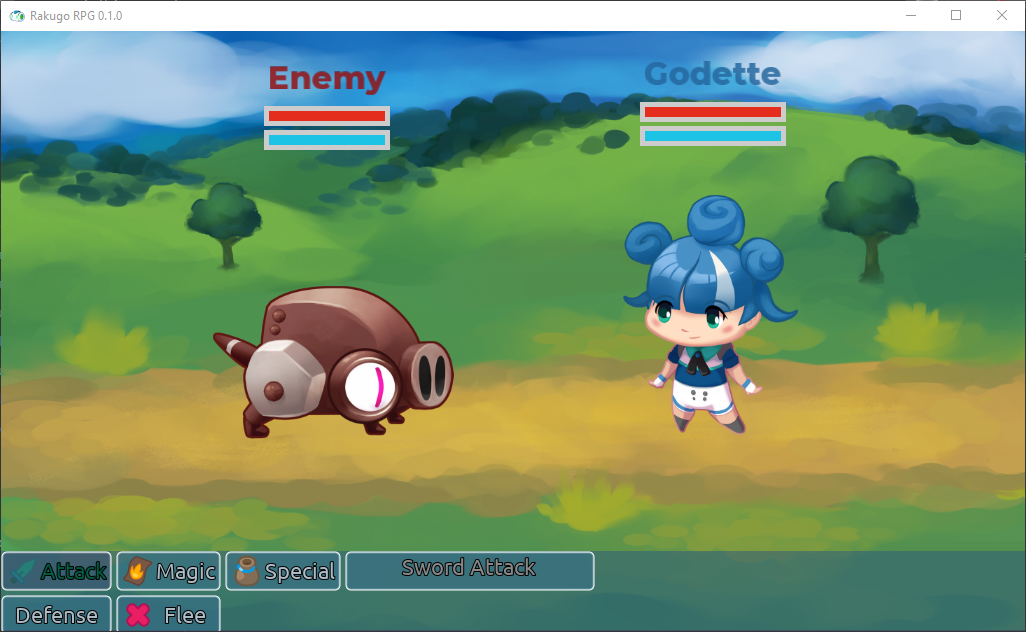 Rakugo RPG 0.1.0
Enemy
Godette
Attack
Magic
Special
Sword Attack
Defense
Flee